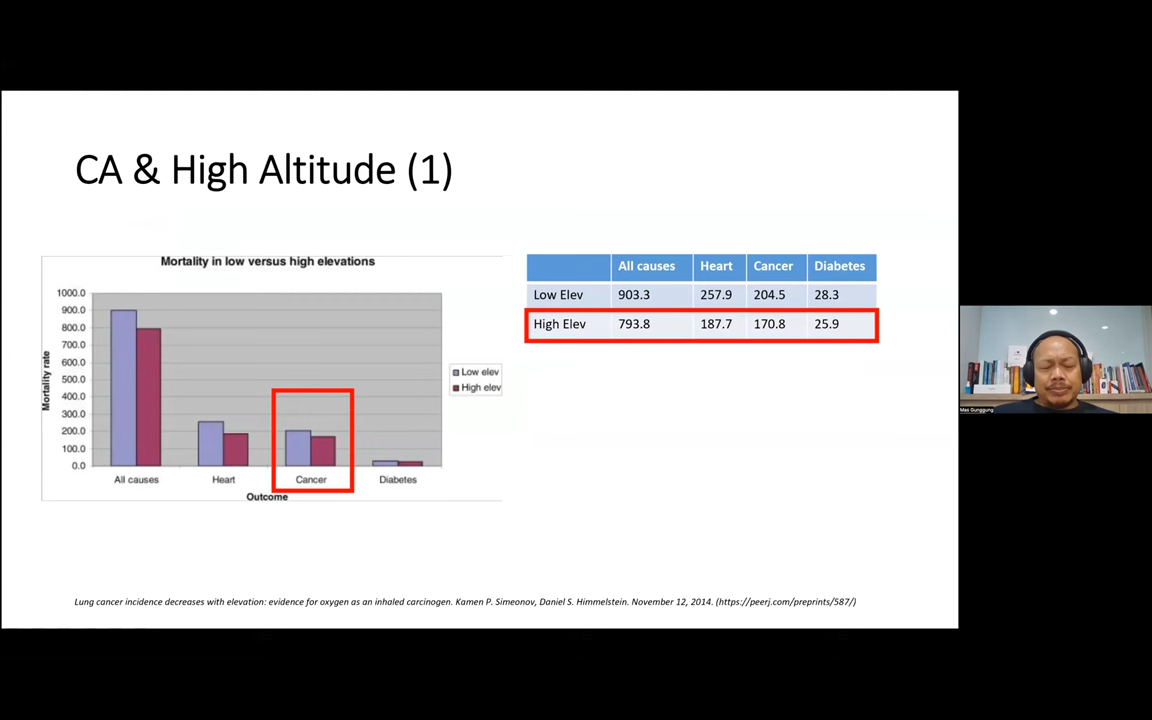 CA & High Altitude (1)
Mortality in low versus high elevations
1000.0
900.0
800.0
700.0
600.0
500.0
400.0
300.0
200.0
100.0
0.0
Mortality rate
All causes
Heart
Cancer
Diabetes
Outcome
Low elev
High elev
All causes Heart Cancer Diabetes
Low Elev 903.3 257.9 204.5 28.3
High Elev 793.8 187.7 170.8 25.9
Mas Gunggung
Lung cancer incidence decreases with elevation: evidence for oxygen as an inhaled carcinogen. Kamen P. Simeonov, Daniel S. Himmelstein. November 12, 2014. (https://peerj.com/preprints/587/)